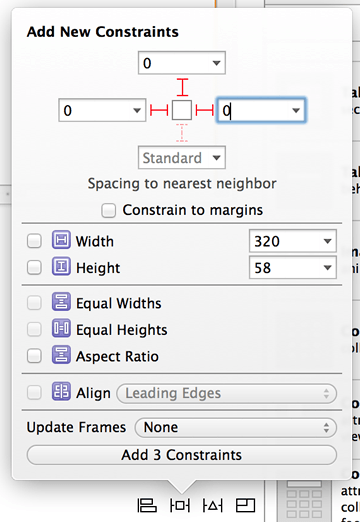 Add New Constraints
0
0 0
Standard
Spacing to nearest neighbor
Constrain to margins
Width 320
Height 58
Equal Widths
Equal Heights
Aspect Ratio
Align Leading Edges
Update Frames None
Add 3 Constraints